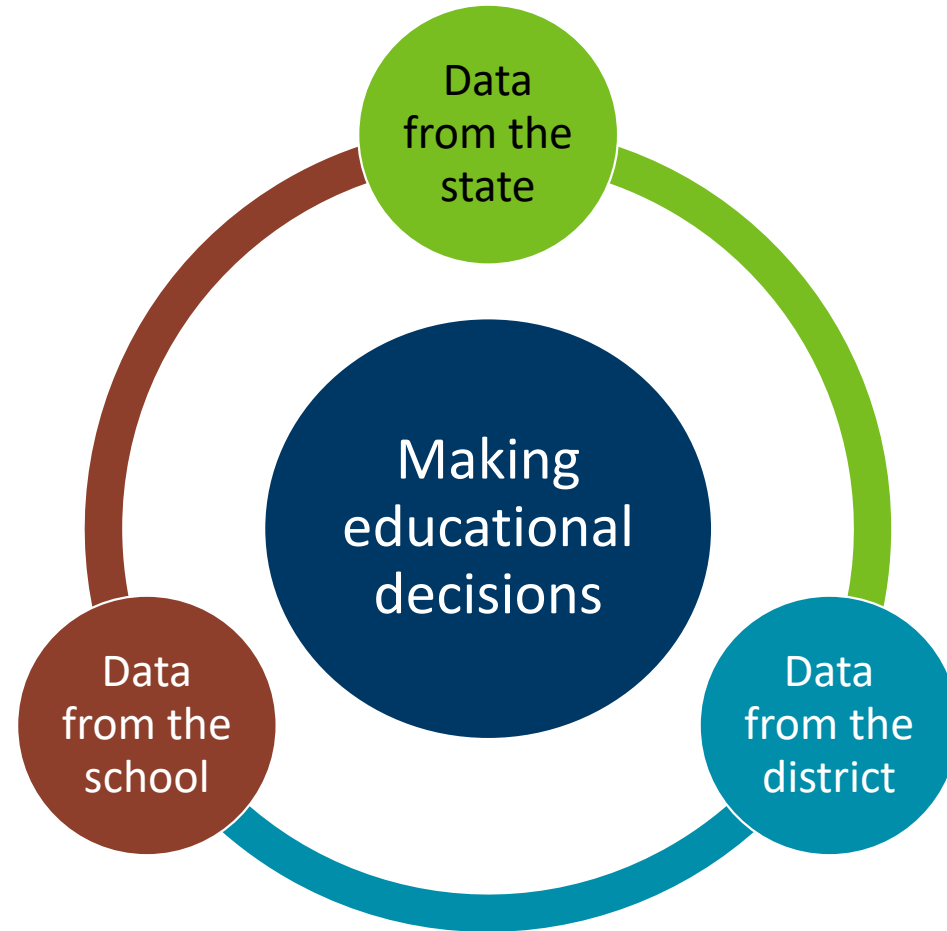 Data
from the
state
Making
educational
decisions
Data
from the
school
Data
from the
district